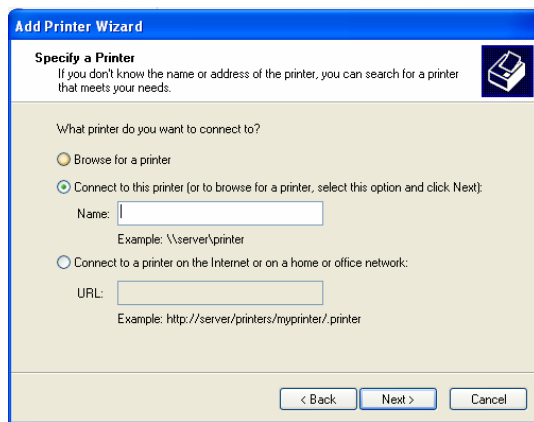 Add Printer Wizard
Specify a Printer
If you don't know the name or address of the printer, you can search for a printer
that meets your needs.
What printer do you want to connect to?
Browse for a printer
Connect to this printer (or to browse for a printer, select this option and click Next):
Name:
Example: \\server\printer
Connect to a printer on the Internet or on a home or office network:
URL:
Example: http://server/printers/myprinter/.printer
< Back Next > Cancel